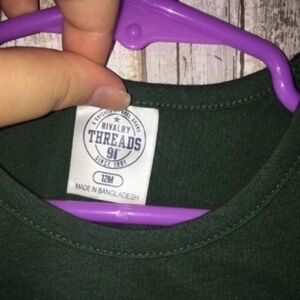 RIVALRY
THREADS
91
SINCE 1991
12M
MADE IN BANGLADESH